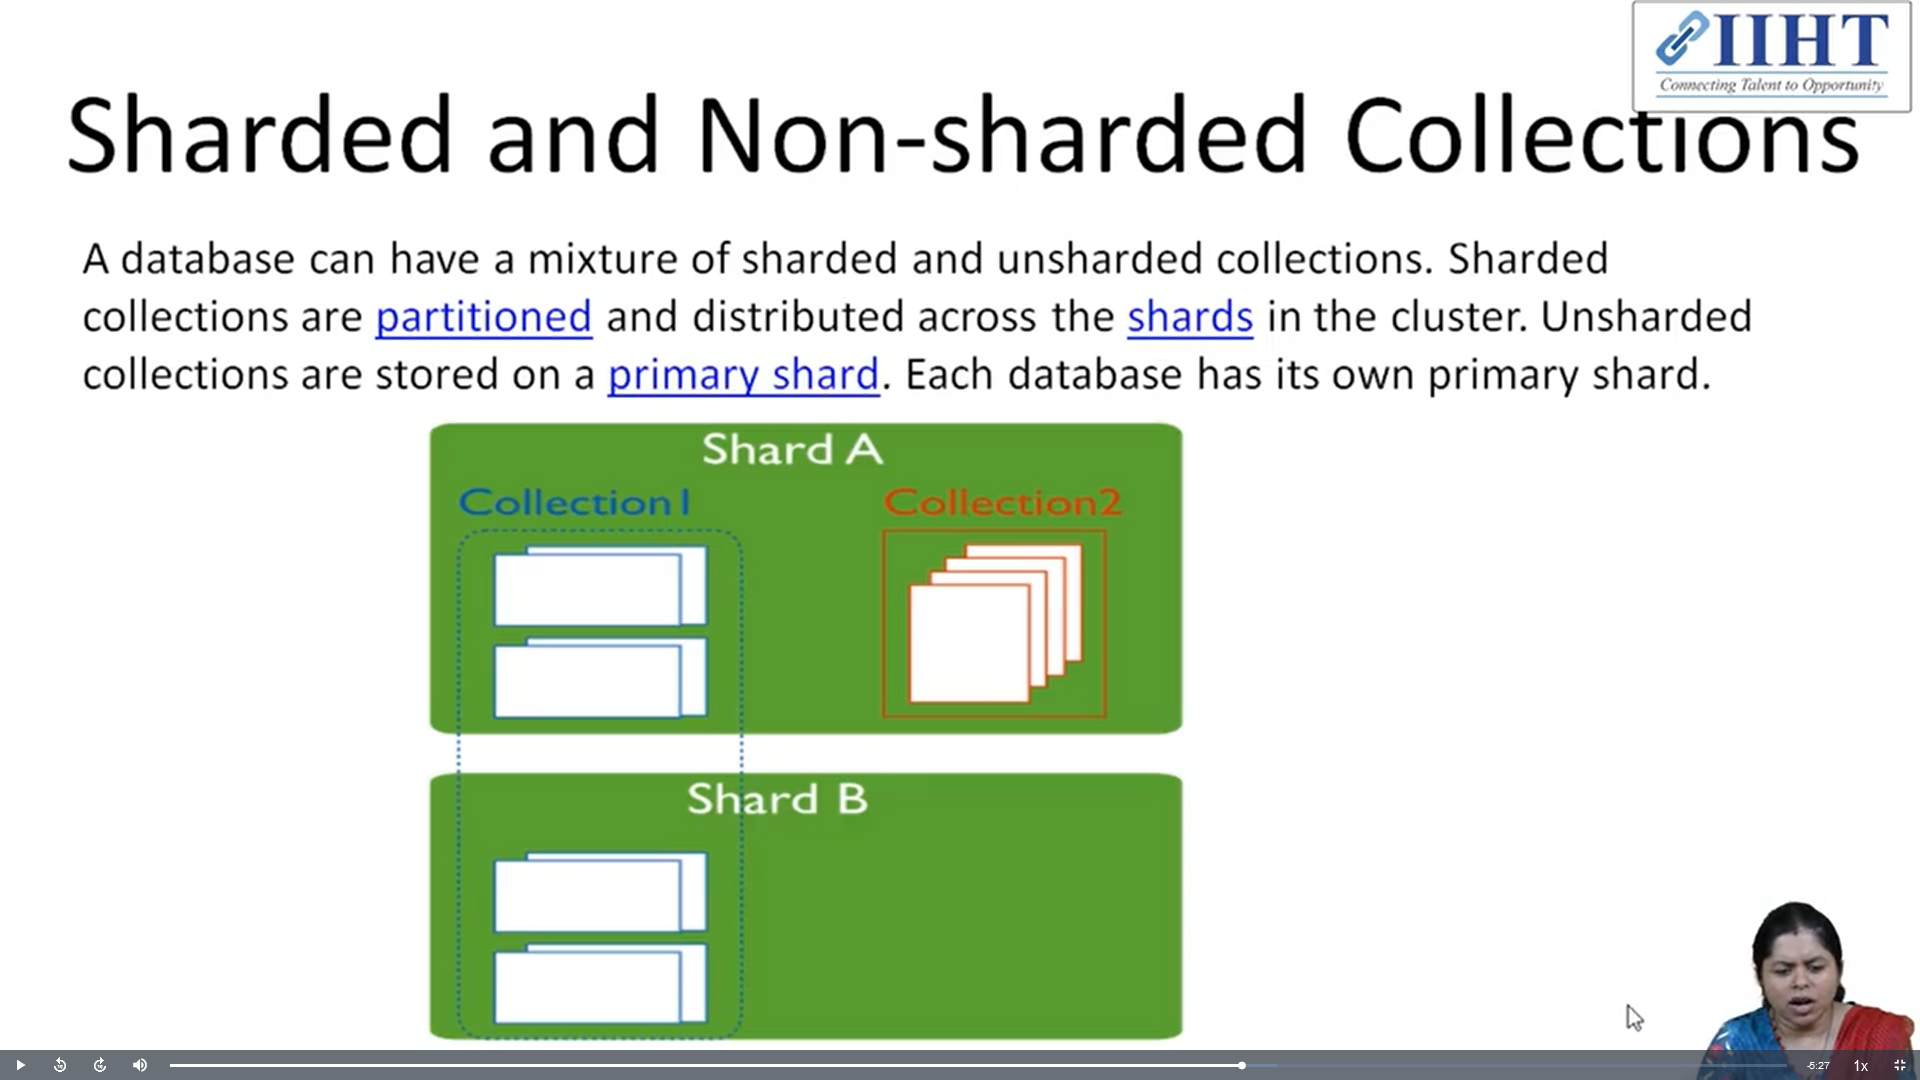 IIHT
Connecting Talent to Opportunity
Sharded and Non-sharded Collections
A database can have a mixture of sharded and unsharded collections. Sharded
collections are partitioned and distributed across the shards in the cluster. Unsharded
collections are stored on a primary shard. Each database has its own primary shard.
Shard A
Collection1
Collection2
Shard B
-5:27
1x